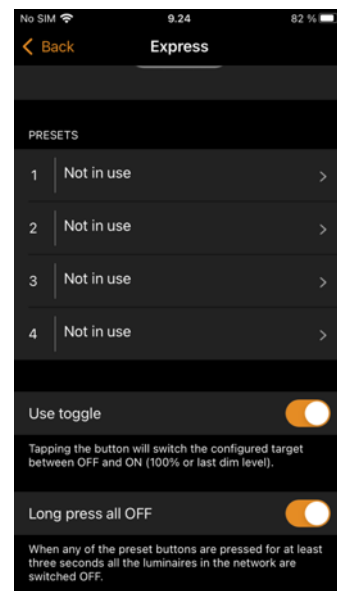 No SIM 9.24 82 %
Back Express
PRESETS
1 Not in use
2 Not in use
3 Not in use
4 Not in use
Use toggle
Tapping the button will switch the configured target
between OFF and ON (100% or last dim level).
Long press all OFF
When any of the preset buttons are pressed for at least
three seconds all the luminaires in the network are
switched OFF.